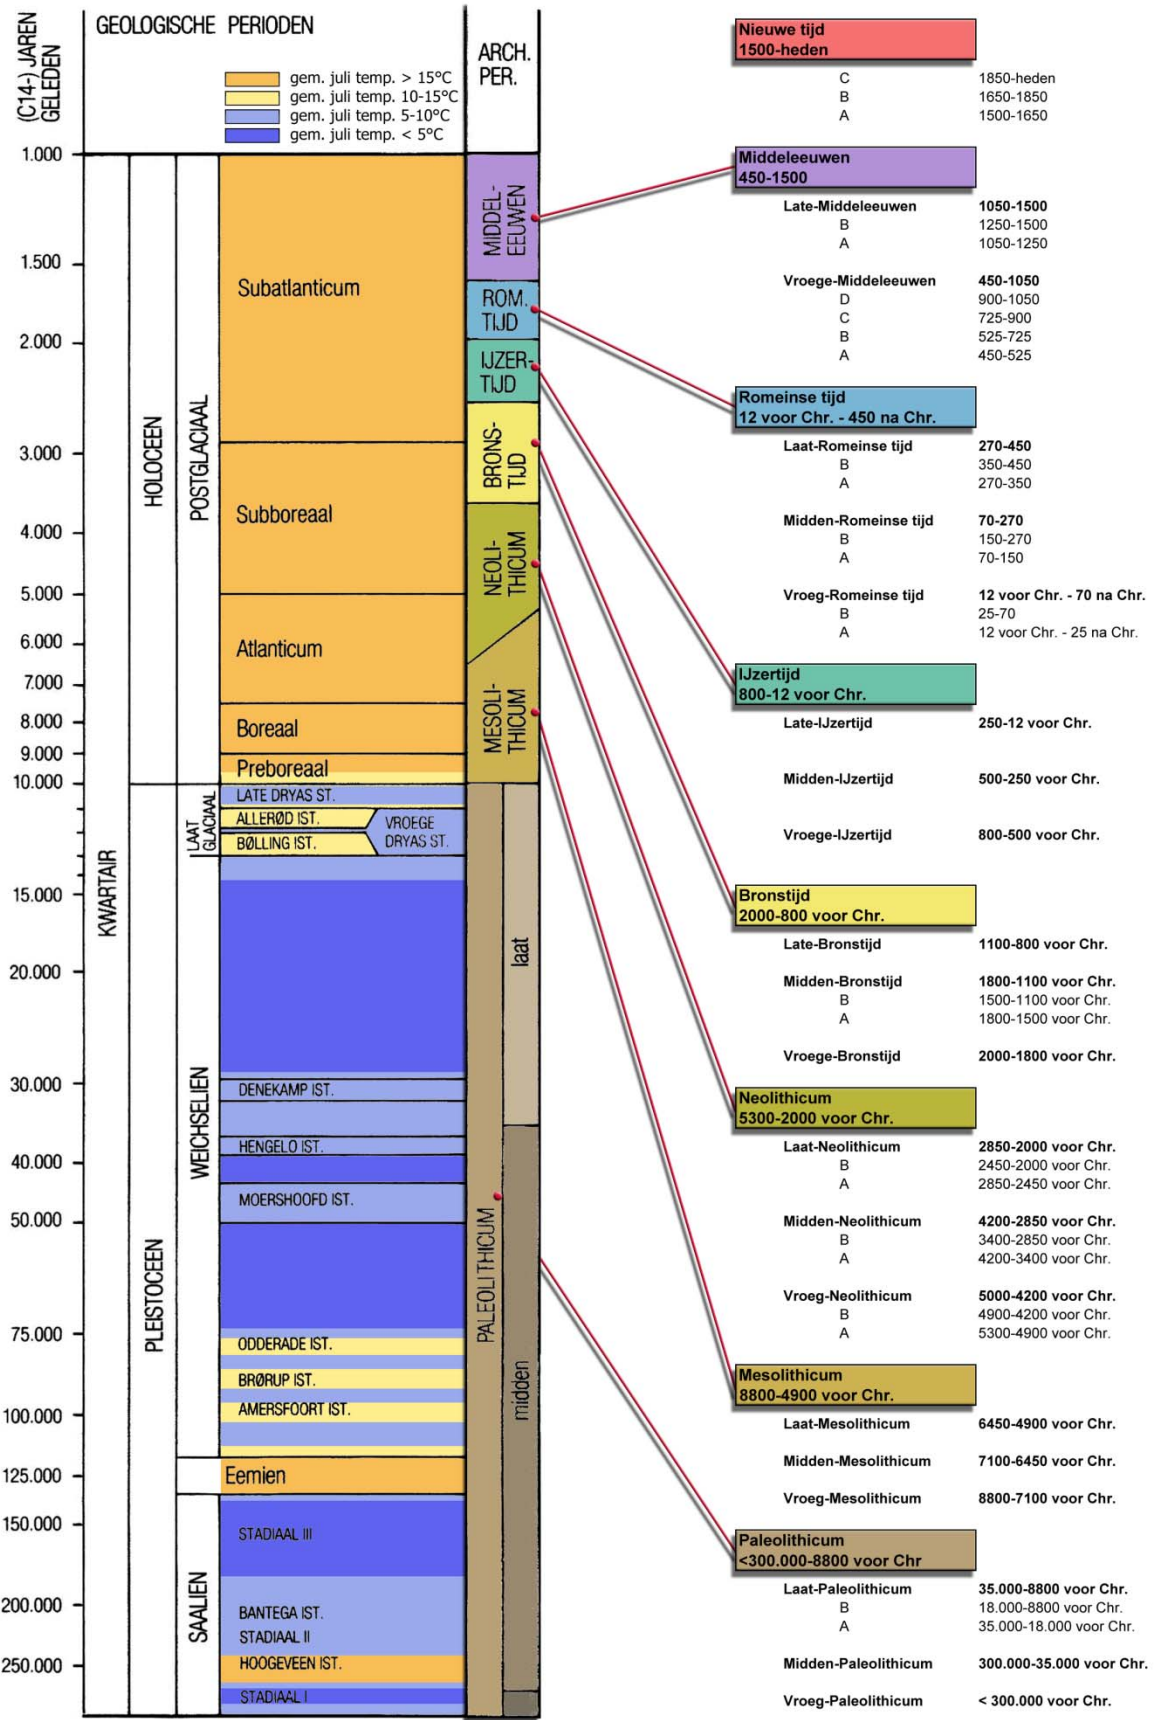 (C14-) JAREN
GELEDEN
GEOLOGISCHE PERIODEN
gem. juli temp. > 15°C
gem. juli temp. 10-15°C
gem. juli temp. 5-10°C
gem. juli temp. < 5°C
ARCH.
PER.
1.000
1.500
2.000
3.000
4.000
5.000
6.000
7.000
8.000
9.000
10.000
15.000
20.000
30.000
40.000
50.000
75.000
100.000
125.000
150.000
200.000
250.000
KWARTAIR
HOLOCEEN
PLEISTOCEEN
POSTGLACIAAL
LAAT
GLACIAAL
WEICHSELIEN
SAALIEN
Subatlanticum
Subboreaal
Atlanticum
Boreaal
Preboreaal
LATE DRYAS ST.
ALLERØD IST.
VROEGE
DRYAS ST.
BØLLING IST.
DENEKAMP IST.
HENGELO IST.
MOERSHOOFD IST.
ODDERADE IST.
BRØRUP IST.
AMERSFOORT IST.
Eemien
STADIAAL III
BANTEGA IST.
STADIAAL II
HOOGEVEEN IST.
STADIAAL I
MIDDEL-
EEUWEN
ROM.
TIJD
IJZER-
TIJD
BRONS-
TIJD
NEOLI-
THICUM
MESOLI-
THICUM
PALEOLITHICUM
laat
midden
Nieuwe tijd
1500-heden
C 1850-heden
B 1650-1850
A 1500-1650
Middeleeuwen
450-1500
Late-Middeleeuwen 1050-1500
B 1250-1500
A 1050-1250
Vroege-Middeleeuwen 450-1050
D 900-1050
C 725-900
B 525-725
A 450-525
Romeinse tijd
12 voor Chr. - 450 na Chr.
Laat-Romeinse tijd 270-450
B 350-450
A 270-350
Midden-Romeinse tijd 70-270
B 150-270
A 70-150
Vroeg-Romeinse tijd 12 voor Chr. - 70 na Chr.
B 25-70
A 12 voor Chr. - 25 na Chr.
IJzertijd
800-12 voor Chr.
Late-IJzertijd 250-12 voor Chr.
Midden-IJzertijd 500-250 voor Chr.
Vroege-IJzertijd 800-500 voor Chr.
Bronstijd
2000-800 voor Chr.
Late-Bronstijd 1100-800 voor Chr.
Midden-Bronstijd 1800-1100 voor Chr.
B 1500-1100 voor Chr.
A 1800-1500 voor Chr.
Vroege-Bronstijd 2000-1800 voor Chr.
Neolithicum
5300-2000 voor Chr.
Laat-Neolithicum 2850-2000 voor Chr.
B 2450-2000 voor Chr.
A 2850-2450 voor Chr.
Midden-Neolithicum 4200-2850 voor Chr.
B 3400-2850 voor Chr.
A 4200-3400 voor Chr.
Vroeg-Neolithicum 5000-4200 voor Chr.
B 4900-4200 voor Chr.
A 5300-4900 voor Chr.
Mesolithicum
8800-4900 voor Chr.
Laat-Mesolithicum 6450-4900 voor Chr.
Midden-Mesolithicum 7100-6450 voor Chr.
Vroeg-Mesolithicum 8800-7100 voor Chr.
Paleolithicum
<300.000-8800 voor Chr
Laat-Paleolithicum 35.000-8800 voor Chr.
B 18.000-8800 voor Chr.
A 35.000-18.000 voor Chr.
Midden-Paleolithicum 300.000-35.000 voor Chr.
Vroeg-Paleolithicum < 300.000 voor Chr.